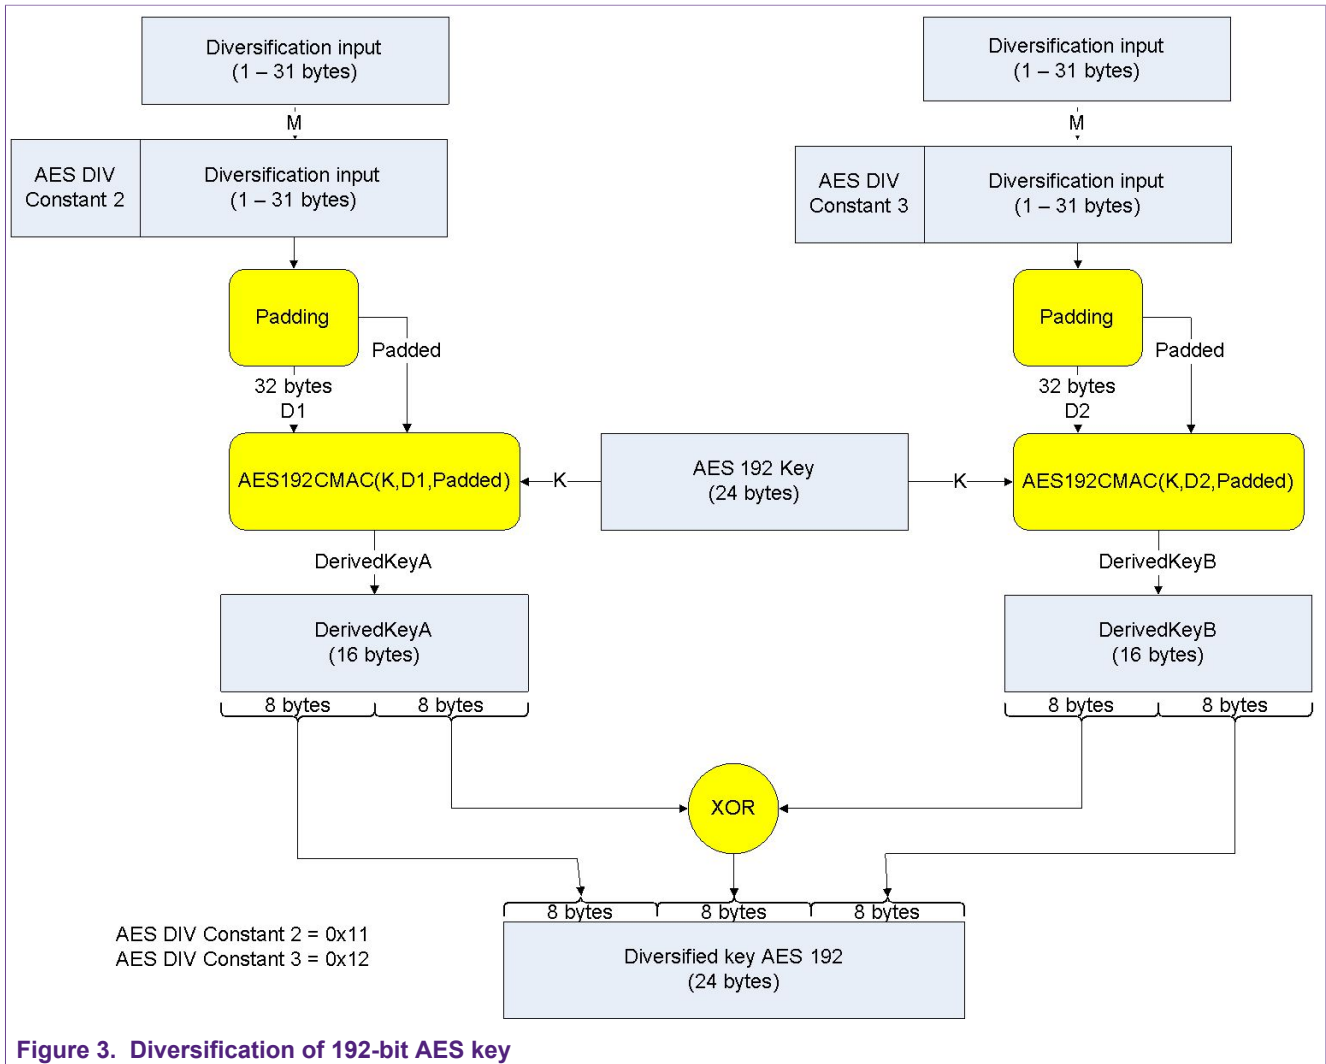 Diversification input
(1 – 31 bytes)
M
AES DIV
Constant 2
Diversification input
(1 – 31 bytes)
Padding
Padded
32 bytes
D1
AES192CMAC(K,D1,Padded)
K
AES 192 Key
(24 bytes)
K
DerivedKeyA
DerivedKeyA
(16 bytes)
8 bytes
8 bytes
Diversification input
(1 – 31 bytes)
M
AES DIV
Constant 3
Diversification input
(1 – 31 bytes)
Padding
Padded
32 bytes
D2
AES192CMAC(K,D2,Padded)
DerivedKeyB
DerivedKeyB
(16 bytes)
8 bytes
8 bytes
XOR
8 bytes
8 bytes
8 bytes
Diversified key AES 192
(24 bytes)
AES DIV Constant 2 = 0x11
AES DIV Constant 3 = 0x12
Figure 3. Diversification of 192-bit AES key